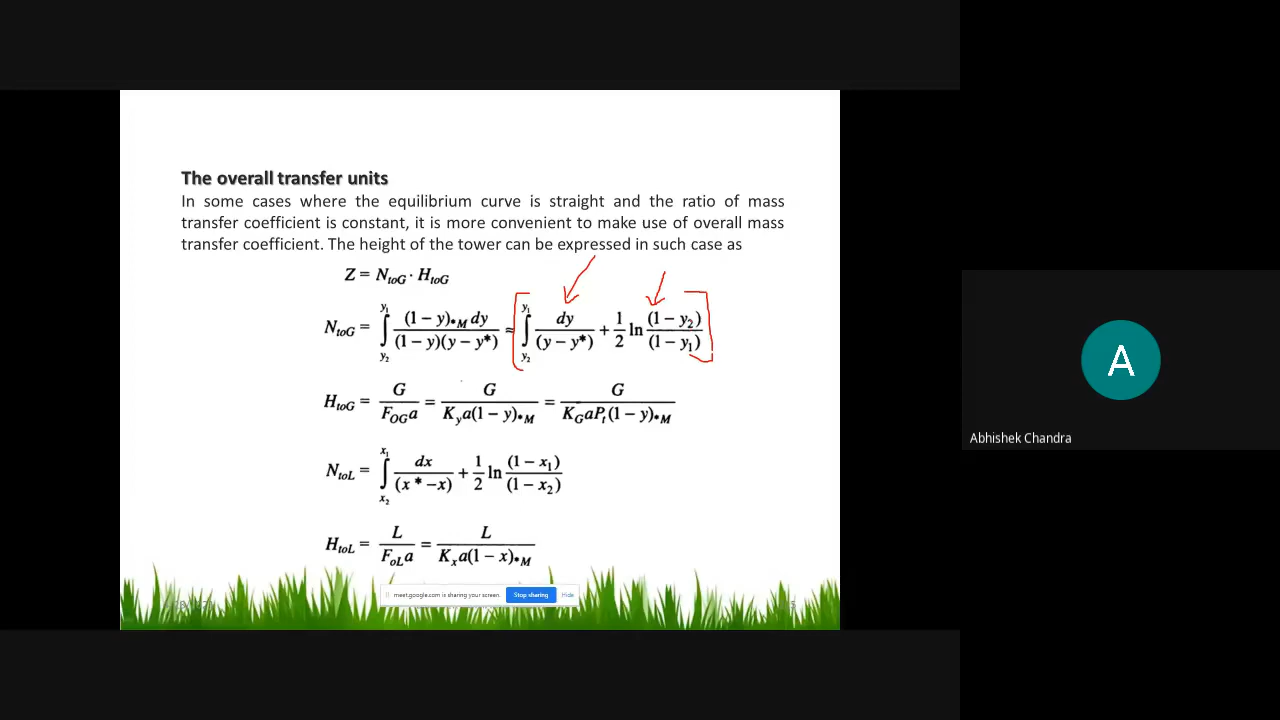 The overall transfer units
In some cases where the equilibrium curve is straight and the ratio of mass
transfer coefficient is constant, it is more convenient to make use of overall mass
transfer coefficient. The height of the tower can be expressed in such case as
Z = N_toG · H_toG
N_toG = ∫_{y₂}^{y₁} (1 − y)_{*M} dy / (1 − y)(y − y*) ≈ ∫_{y₂}^{y₁} dy / (y − y*) + 1/2 ln (1 − y₂) / (1 − y₁)
H_toG = G / F_OG a = G / K_y a(1 − y)_{*M} = G / K_G aP_t (1 − y)_{*M}
N_toL = ∫_{x₂}^{x₁} dx / (x * −x) + 1/2 ln (1 − x₁) / (1 − x₂)
H_toL = L / F_oL a = L / K_x a(1 − x)_{*M}
meet.google.com is sharing your screen. Stop sharing Hide
A
Abhishek Chandra